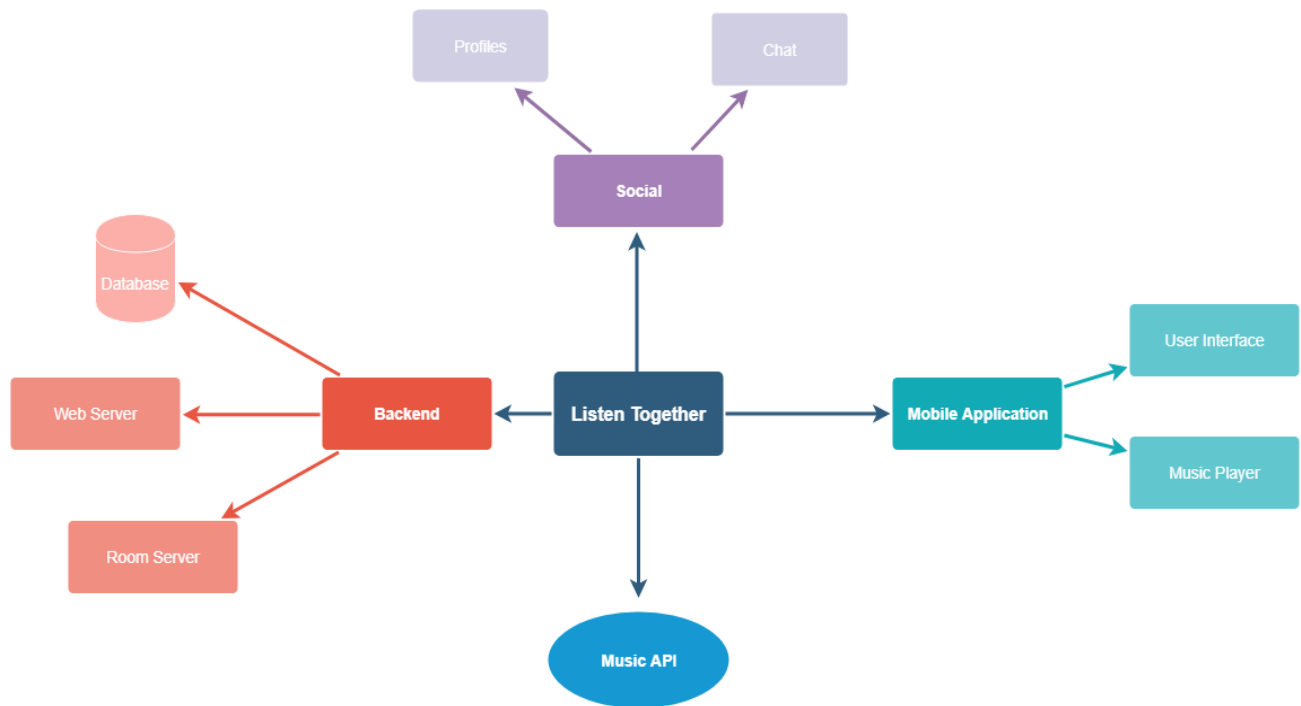 Profiles
Chat
Social
Database
User Interface
Web Server
Backend
Listen Together
Mobile Application
Music Player
Room Server
Music API